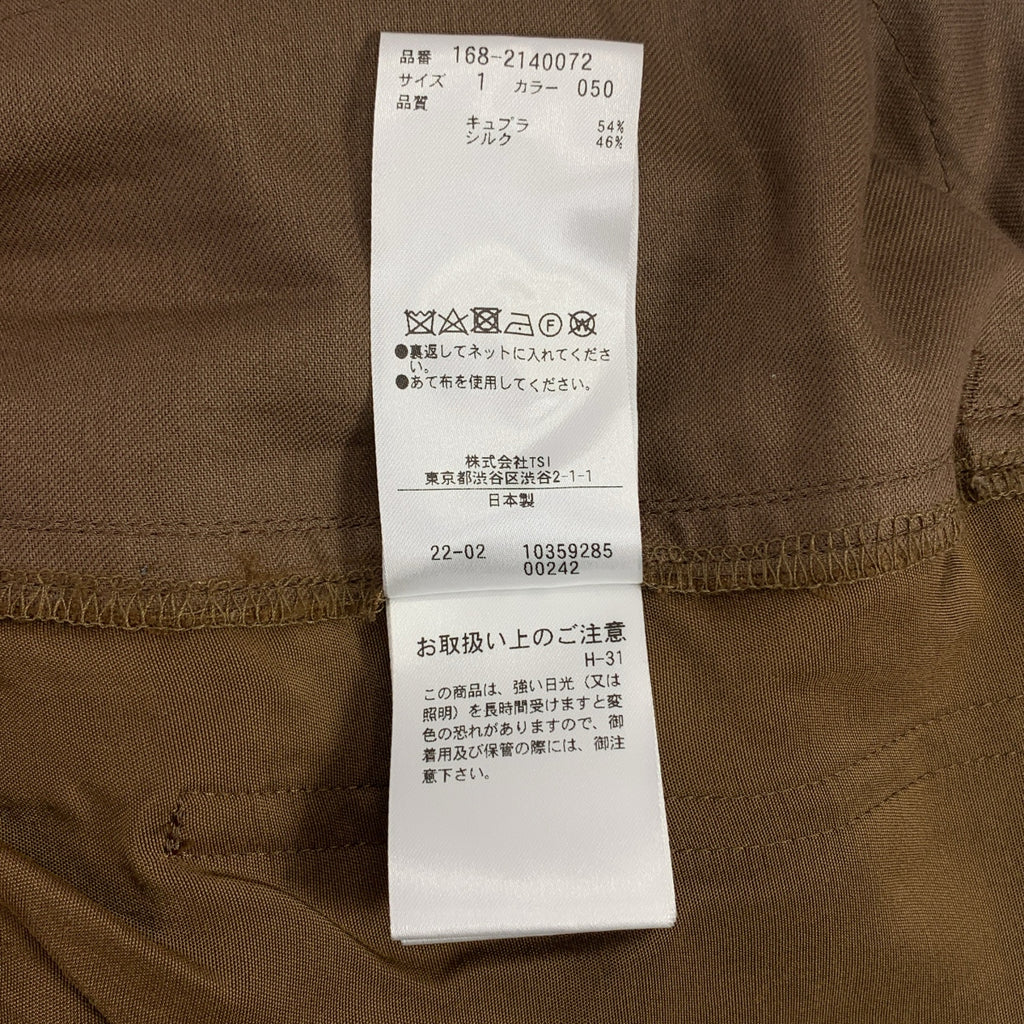 品番 168-2140072
サイズ 1 カラー 050
品質
キュプラ 54%
シルク 46%
F W
●裏返してネットに入れてくださ
い。
●あて布を使用してください。
株式会社TSI
東京都渋谷区渋谷2-1-1
日本製
22-02 10359285
00242
お取扱い上のご注意
H-31
この商品は、強い日光(又は
照明)を長時間受けますと変
色の恐れがありますので、御
着用及び保管の際には、御注
意下さい。